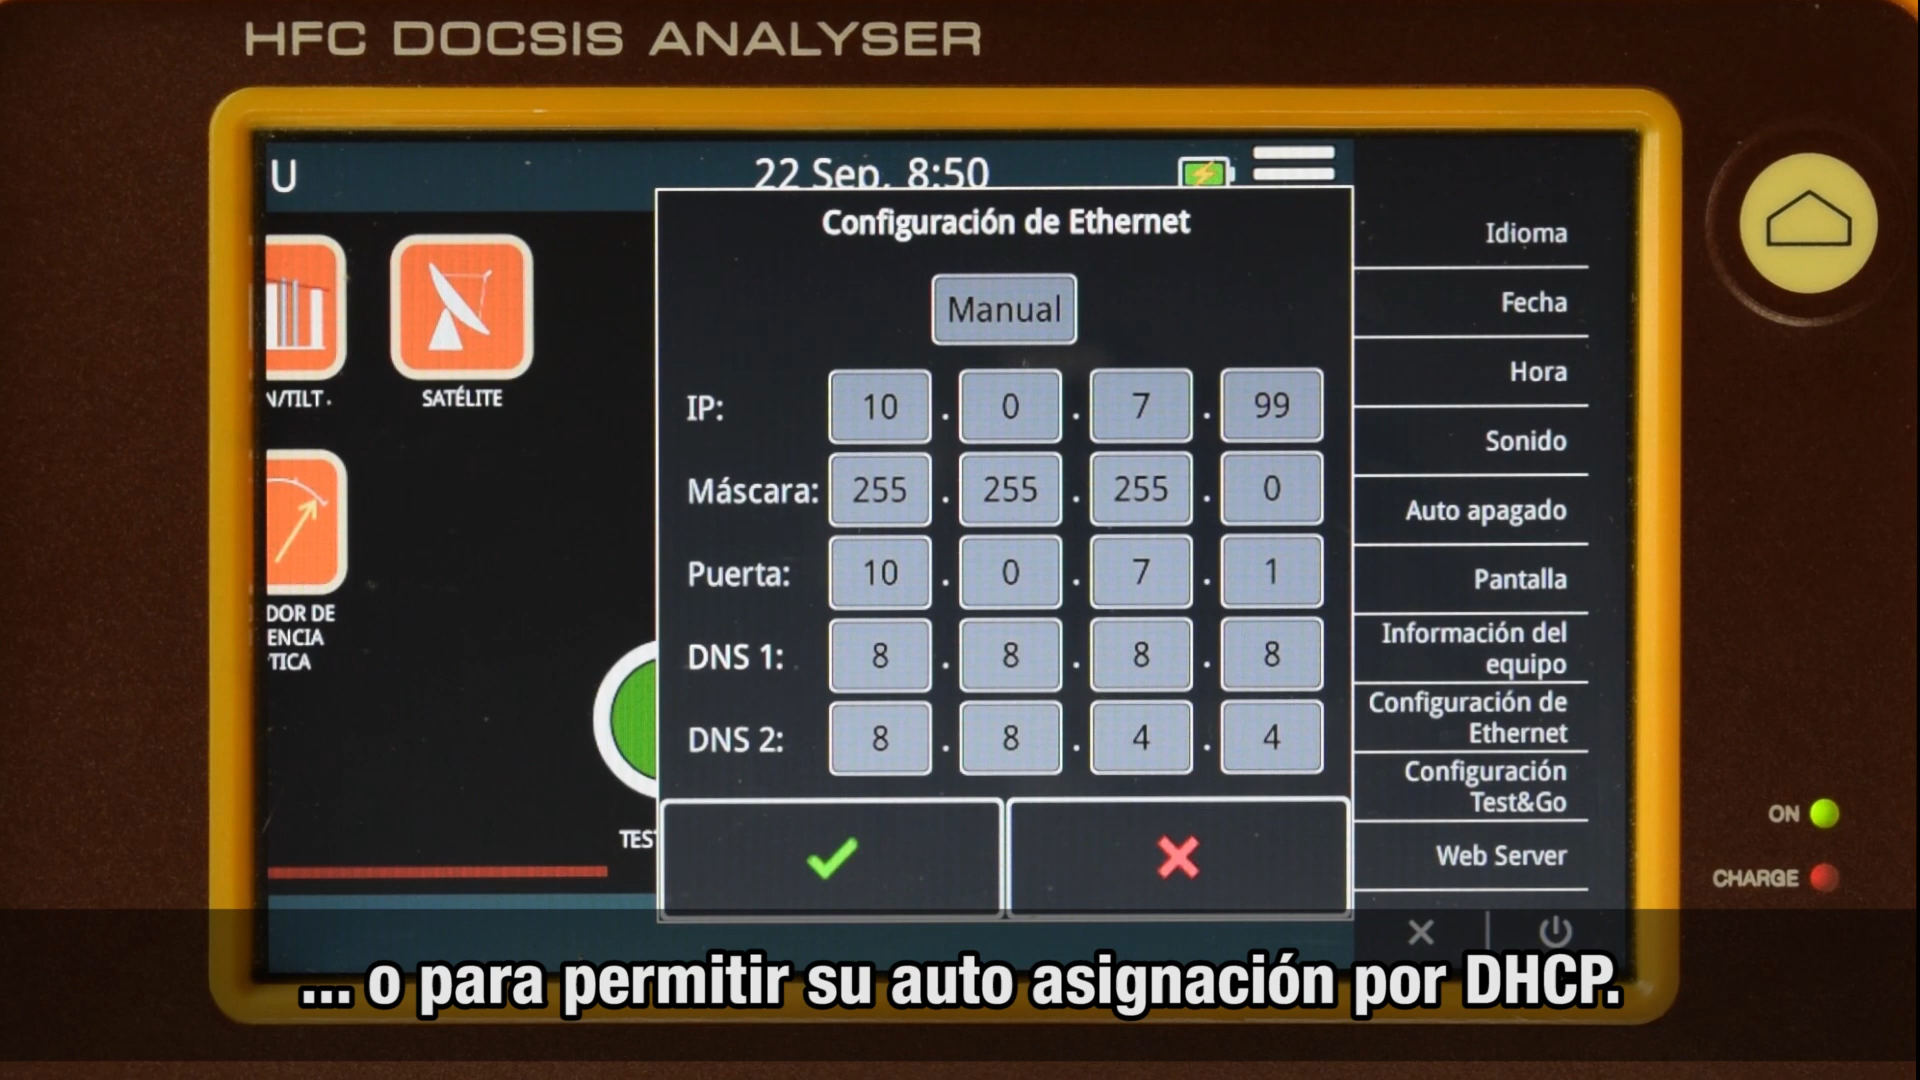 HFC DOCSIS ANALYSER
U
22 Sep, 8:50
N/TILT
SATÉLITE
DOR DE
ENCIA
TICA
TEST
Configuración de Ethernet
Manual
IP: 10 . 0 . 7 . 99
Máscara: 255 . 255 . 255 . 0
Puerta: 10 . 0 . 7 . 1
DNS 1: 8 . 8 . 8 . 8
DNS 2: 8 . 8 . 4 . 4
Idioma
Fecha
Hora
Sonido
Auto apagado
Pantalla
Información del
equipo
Configuración de
Ethernet
Configuración
Test&Go
Web Server
ON
CHARGE
... o para permitir su auto asignación por DHCP.